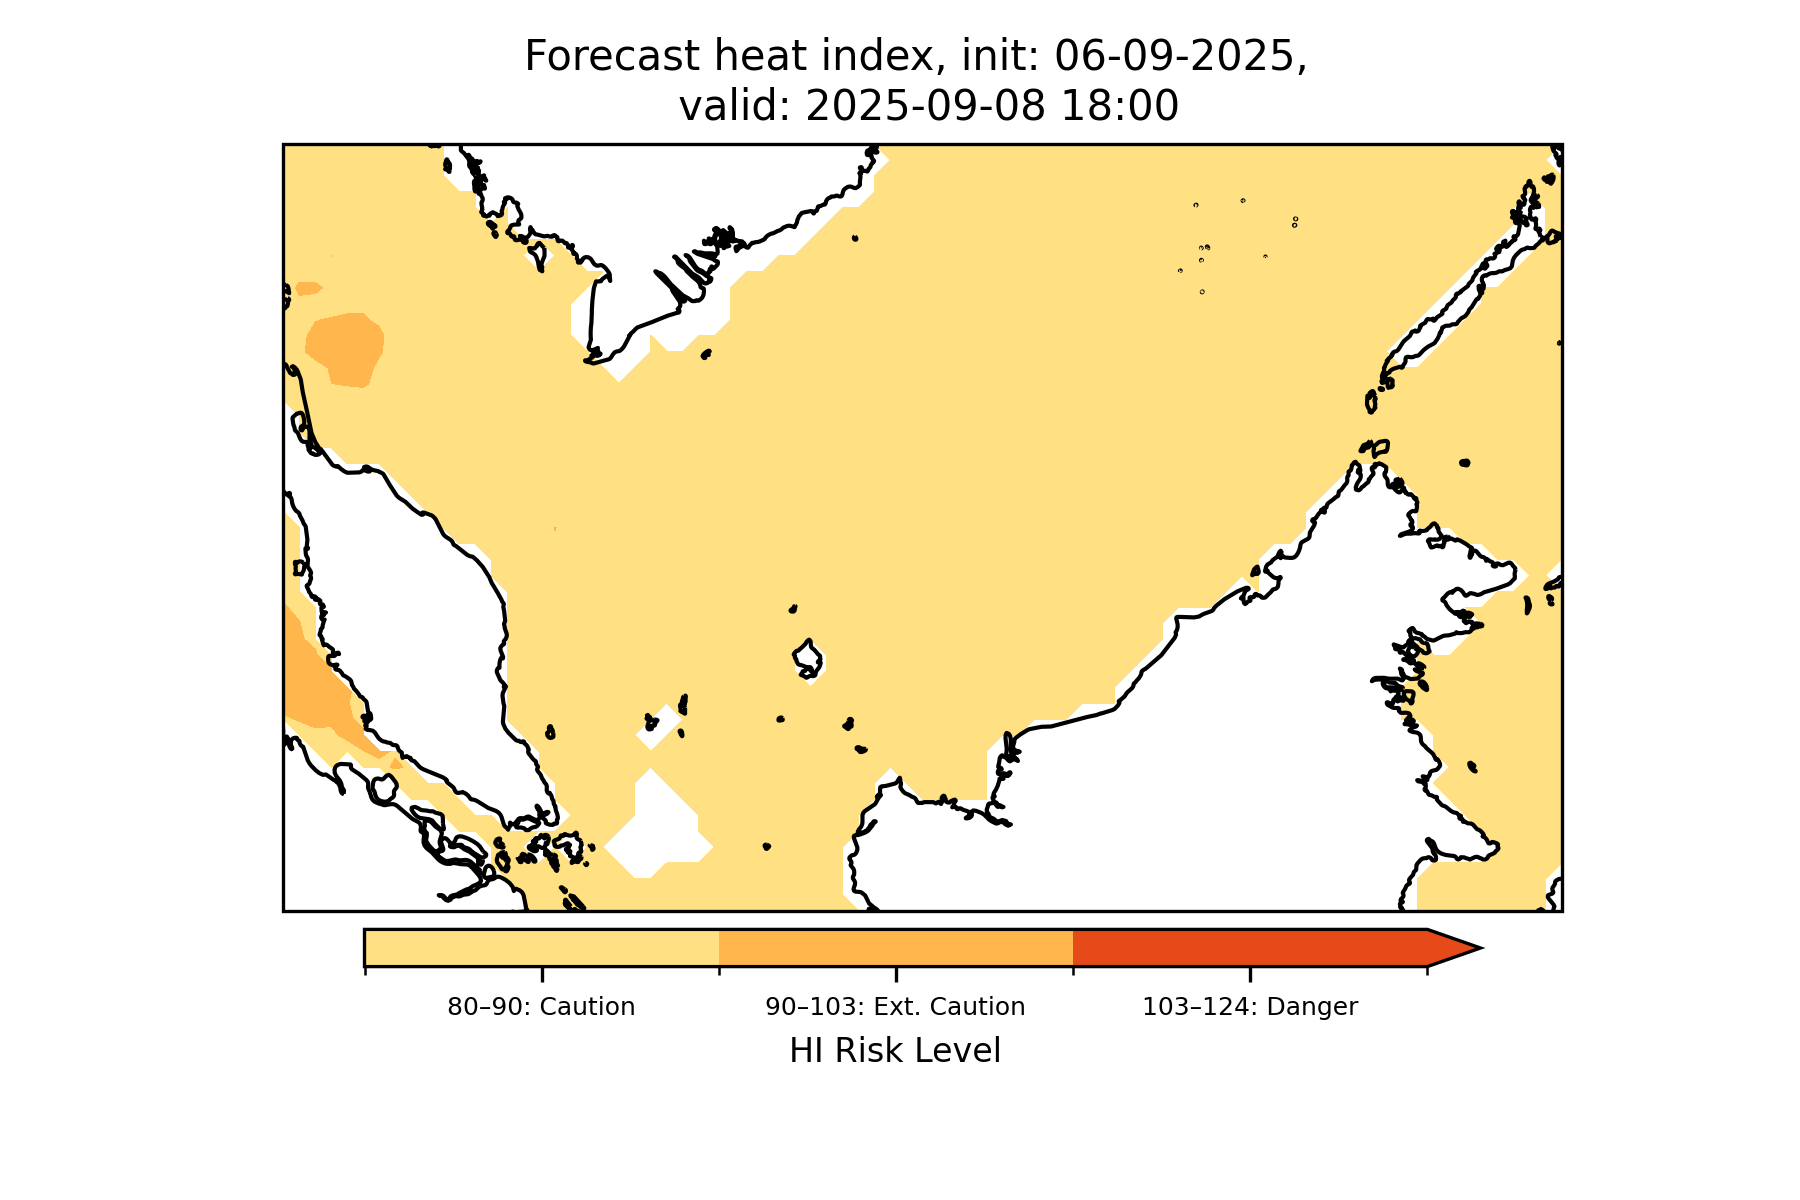 Forecast heat index, init: 06-09-2025,
valid: 2025-09-08 18:00
80–90: Caution
90–103: Ext. Caution
103–124: Danger
HI Risk Level